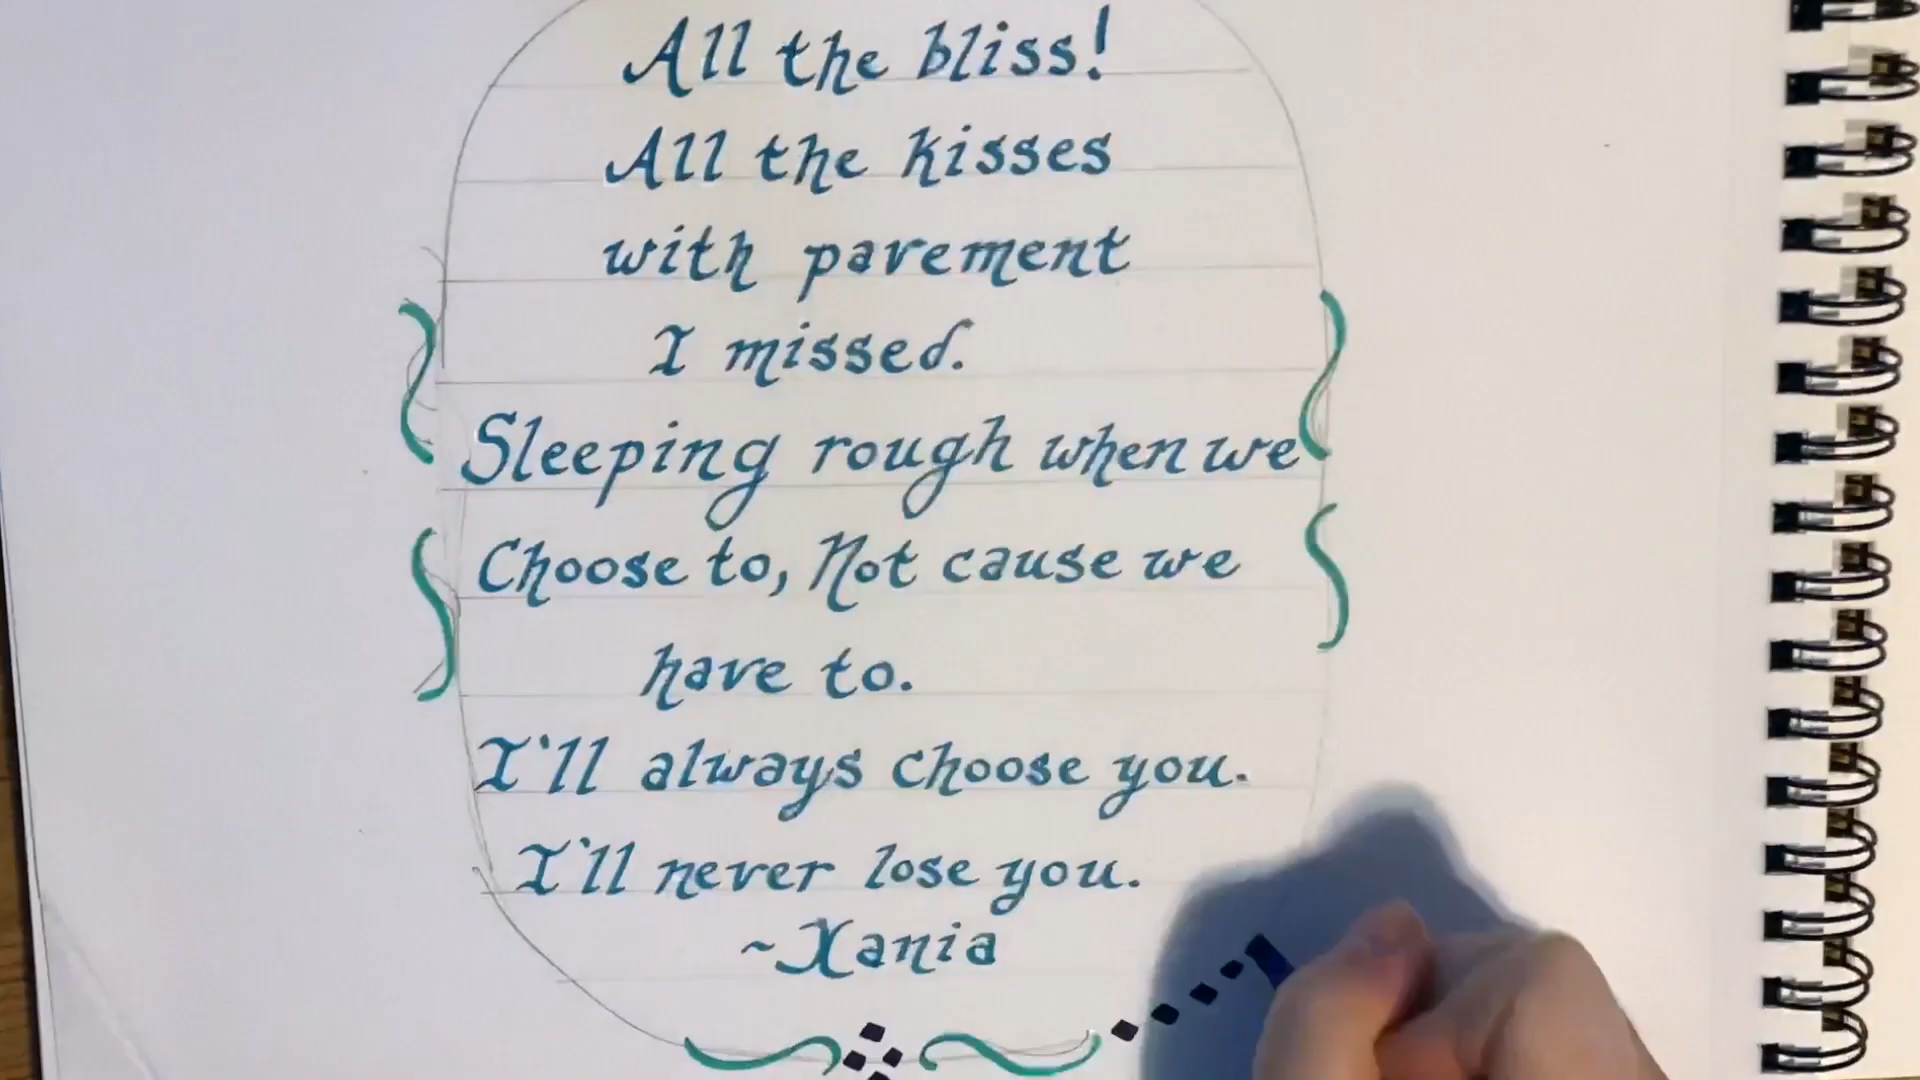 All the bliss!
All the kisses
with pavement
I missed.
Sleeping rough when we
Choose to, Not cause we
have to.
I'll always choose you.
I'll never lose you.
~Xania